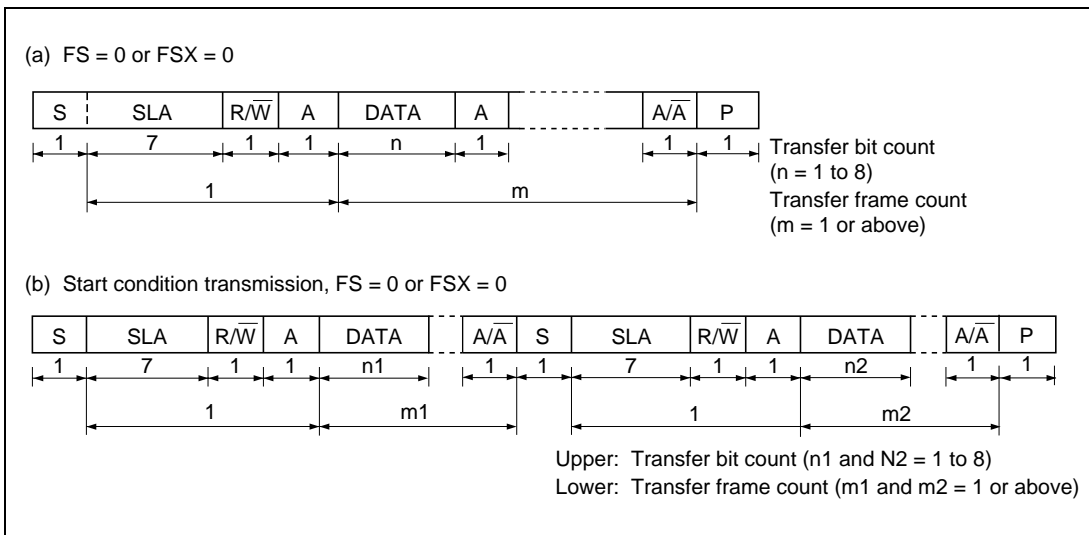 (a) FS = 0 or FSX = 0
S SLA R/W̅ A DATA A A/A̅ P
1 7 1 1 n 1 1 1
Transfer bit count
(n = 1 to 8)
1 m
Transfer frame count
(m = 1 or above)
(b) Start condition transmission, FS = 0 or FSX = 0
S SLA R/W̅ A DATA A/A̅ S SLA R/W̅ A DATA A/A̅ P
1 7 1 1 n1 1 1 7 1 1 n2 1 1
1 m1 1 m2
Upper: Transfer bit count (n1 and N2 = 1 to 8)
Lower: Transfer frame count (m1 and m2 = 1 or above)